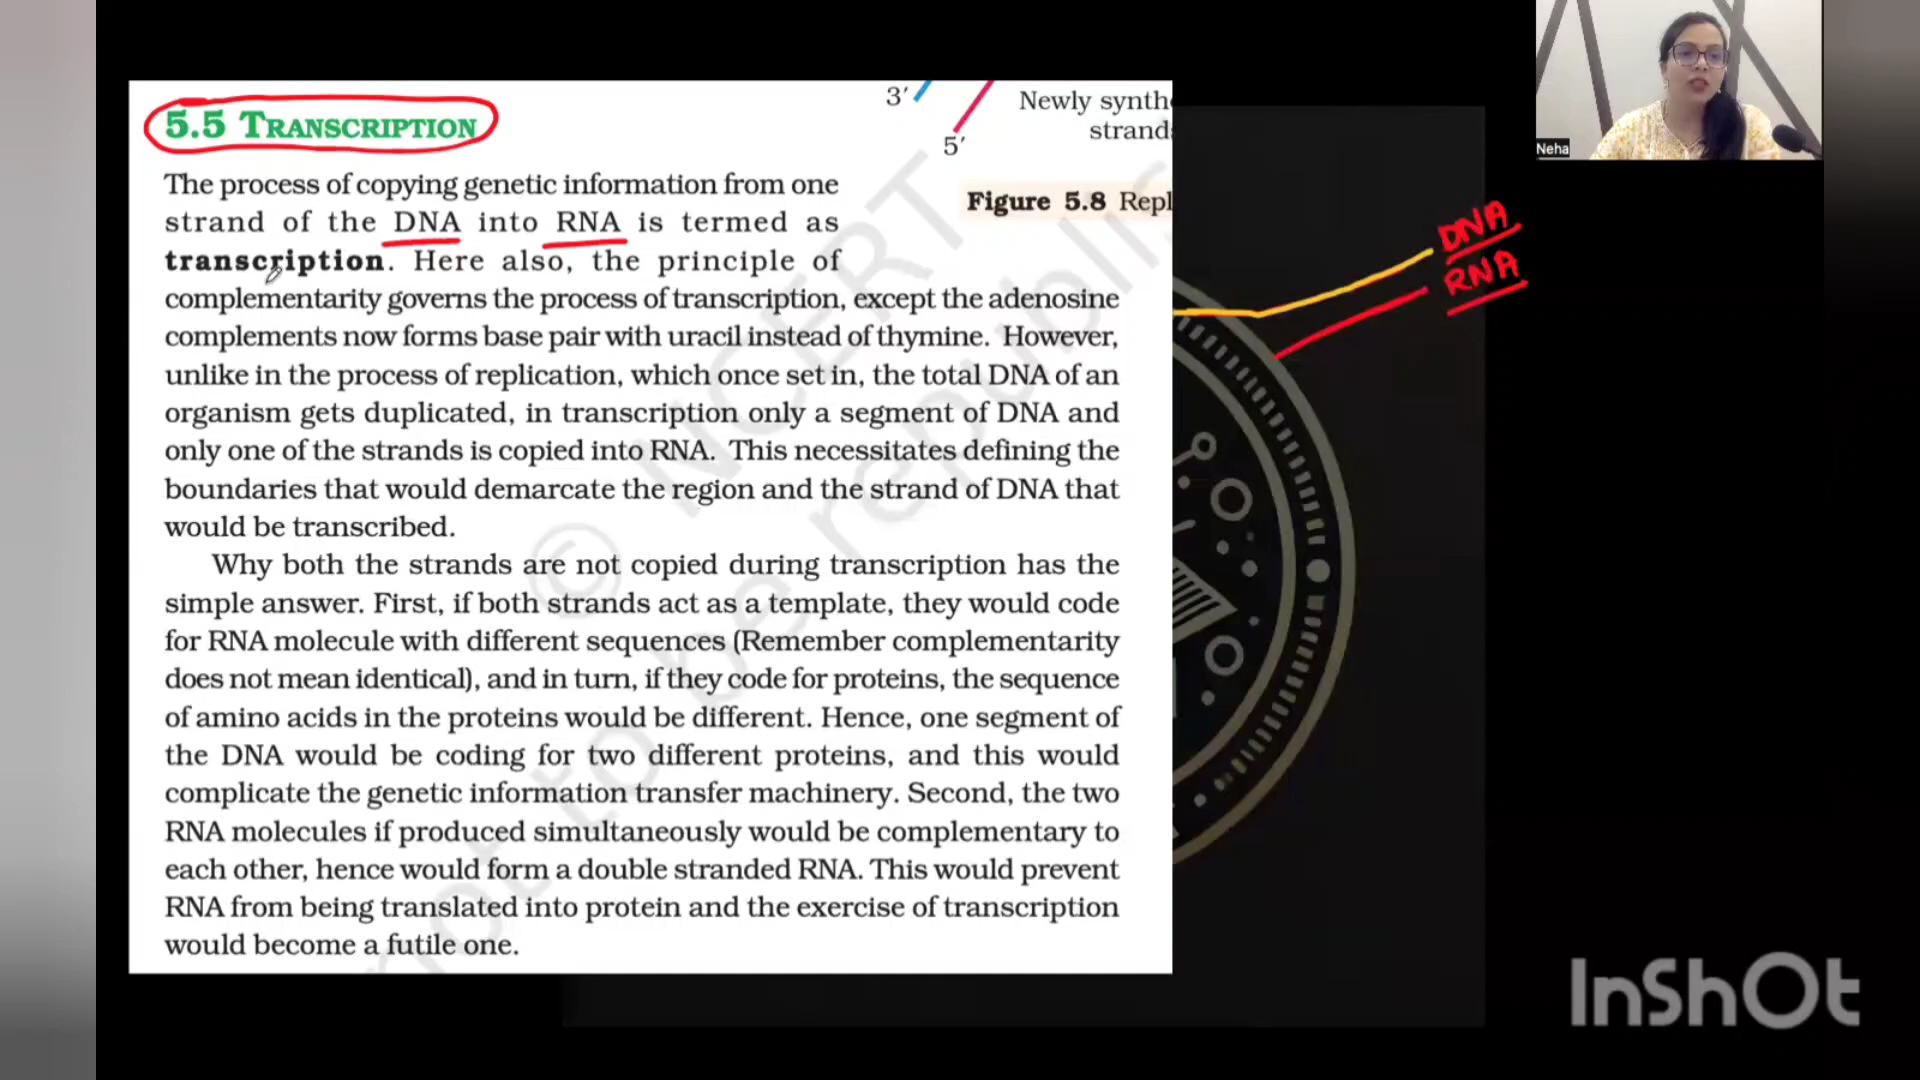 5.5 TRANSCRIPTION
The process of copying genetic information from one
strand of the DNA into RNA is termed as
transcription. Here also, the principle of
complementarity governs the process of transcription, except the adenosine
complements now forms base pair with uracil instead of thymine. However,
unlike in the process of replication, which once set in, the total DNA of an
organism gets duplicated, in transcription only a segment of DNA and
only one of the strands is copied into RNA. This necessitates defining the
boundaries that would demarcate the region and the strand of DNA that
would be transcribed.
Why both the strands are not copied during transcription has the
simple answer. First, if both strands act as a template, they would code
for RNA molecule with different sequences (Remember complementarity
does not mean identical), and in turn, if they code for proteins, the sequence
of amino acids in the proteins would be different. Hence, one segment of
the DNA would be coding for two different proteins, and this would
complicate the genetic information transfer machinery. Second, the two
RNA molecules if produced simultaneously would be complementary to
each other, hence would form a double stranded RNA. This would prevent
RNA from being translated into protein and the exercise of transcription
would become a futile one.
3′
5′
Newly synth
strand
Figure 5.8 Repl
© NCERT
not to be republis
DNA
RNA
Neha
InShOt